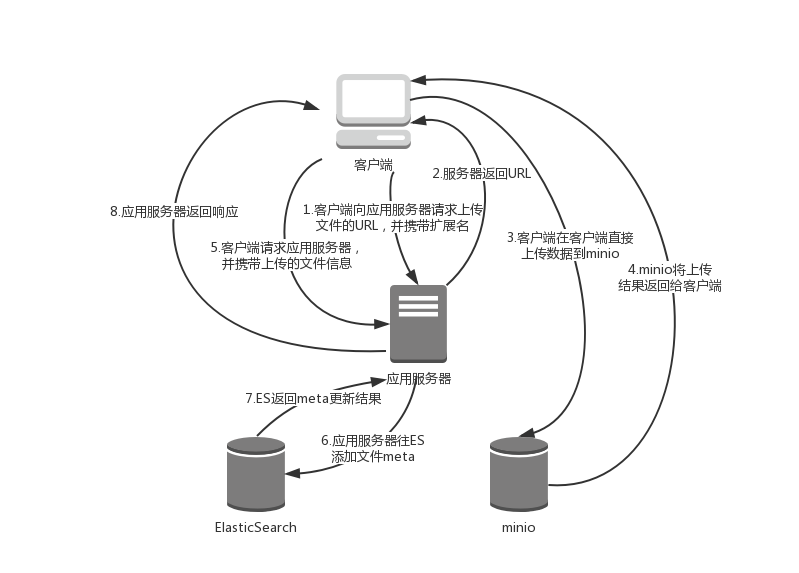 客户端
2.服务器返回URL
8.应用服务器返回响应
1.客户端向应用服务器请求上传
文件的URL，并携带扩展名
3.客户端在客户端直接
上传数据到minio
5.客户端请求应用服务器，
并携带上传的文件信息
4.minio将上传
结果返回给客户端
应用服务器
7.ES返回meta更新结果
6.应用服务器往ES
添加文件meta
ElasticSearch
minio